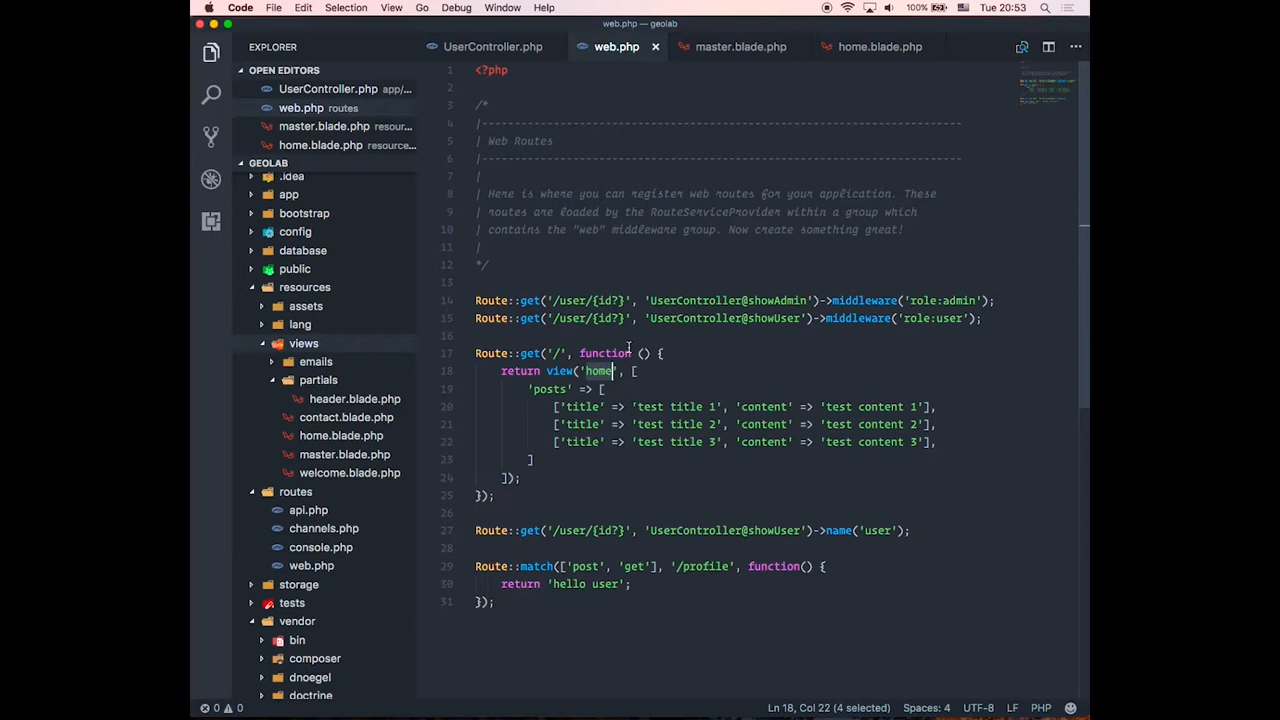 Code File Edit Selection View Go Debug Window Help 100% Tue 20:53
web.php — geolab
EXPLORER
OPEN EDITORS
UserController.php app/...
web.php routes
master.blade.php resour...
home.blade.php resource...
GEOLAB
.idea
app
bootstrap
config
database
public
resources
assets
lang
views
emails
partials
header.blade.php
contact.blade.php
home.blade.php
master.blade.php
welcome.blade.php
routes
api.php
channels.php
console.php
web.php
storage
tests
vendor
bin
composer
dnoegel
doctrine
UserController.php web.php × master.blade.php home.blade.php
1 <?php
2
3 /*
4 |--------------------------------------------------------------------------
5 | Web Routes
6 |--------------------------------------------------------------------------
7 |
8 | Here is where you can register web routes for your application. These
9 | routes are loaded by the RouteServiceProvider within a group which
10 | contains the "web" middleware group. Now create something great!
11 |
12 */
13
14 Route::get('/user/{id?}', 'UserController@showAdmin')->middleware('role:admin');
15 Route::get('/user/{id?}', 'UserController@showUser')->middleware('role:user');
16
17 Route::get('/', function () {
18 return view('home', [
19 'posts' => [
20 ['title' => 'test title 1', 'content' => 'test content 1'],
21 ['title' => 'test title 2', 'content' => 'test content 2'],
22 ['title' => 'test title 3', 'content' => 'test content 3'],
23 ]
24 ]);
25 });
26
27 Route::get('/user/{id?}', 'UserController@showUser')->name('user');
28
29 Route::match(['post', 'get'], '/profile', function() {
30 return 'hello user';
31 });
0 0 Ln 18, Col 22 (4 selected) Spaces: 4 UTF-8 LF PHP